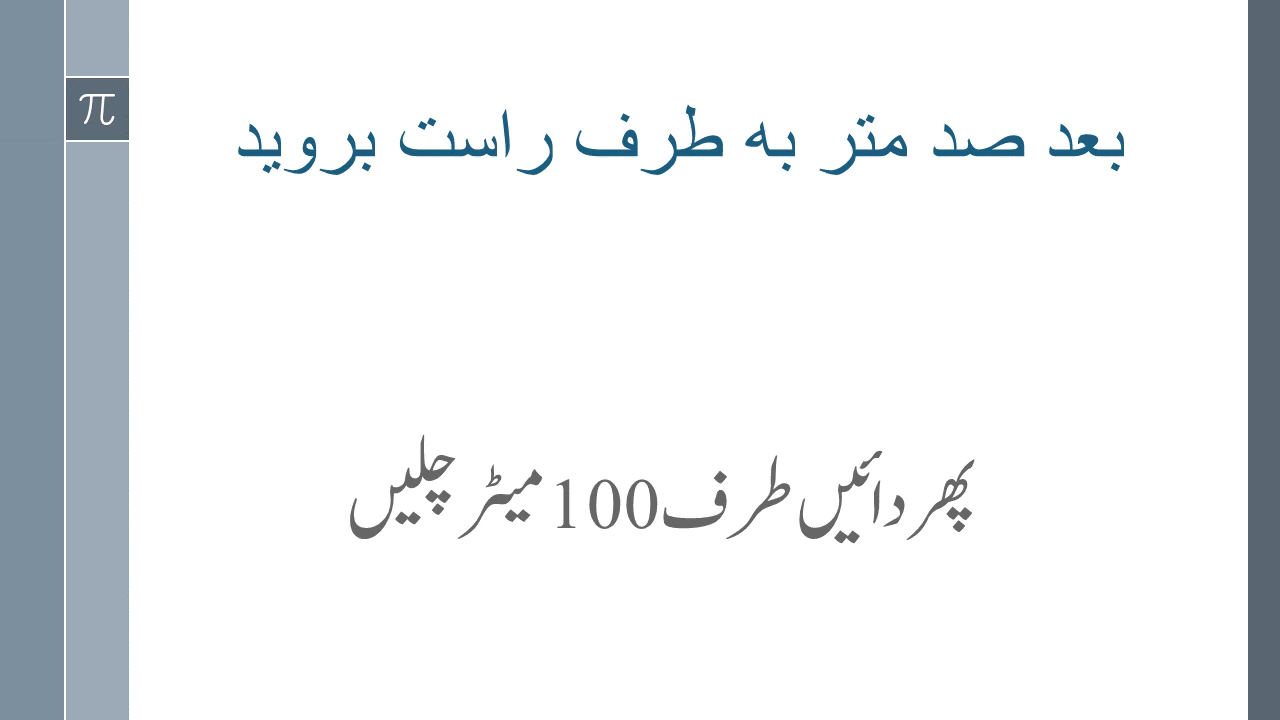 π
بعد صد متر به طرف راست بروید
پھر دائیں طرف 100 میٹر چلیں